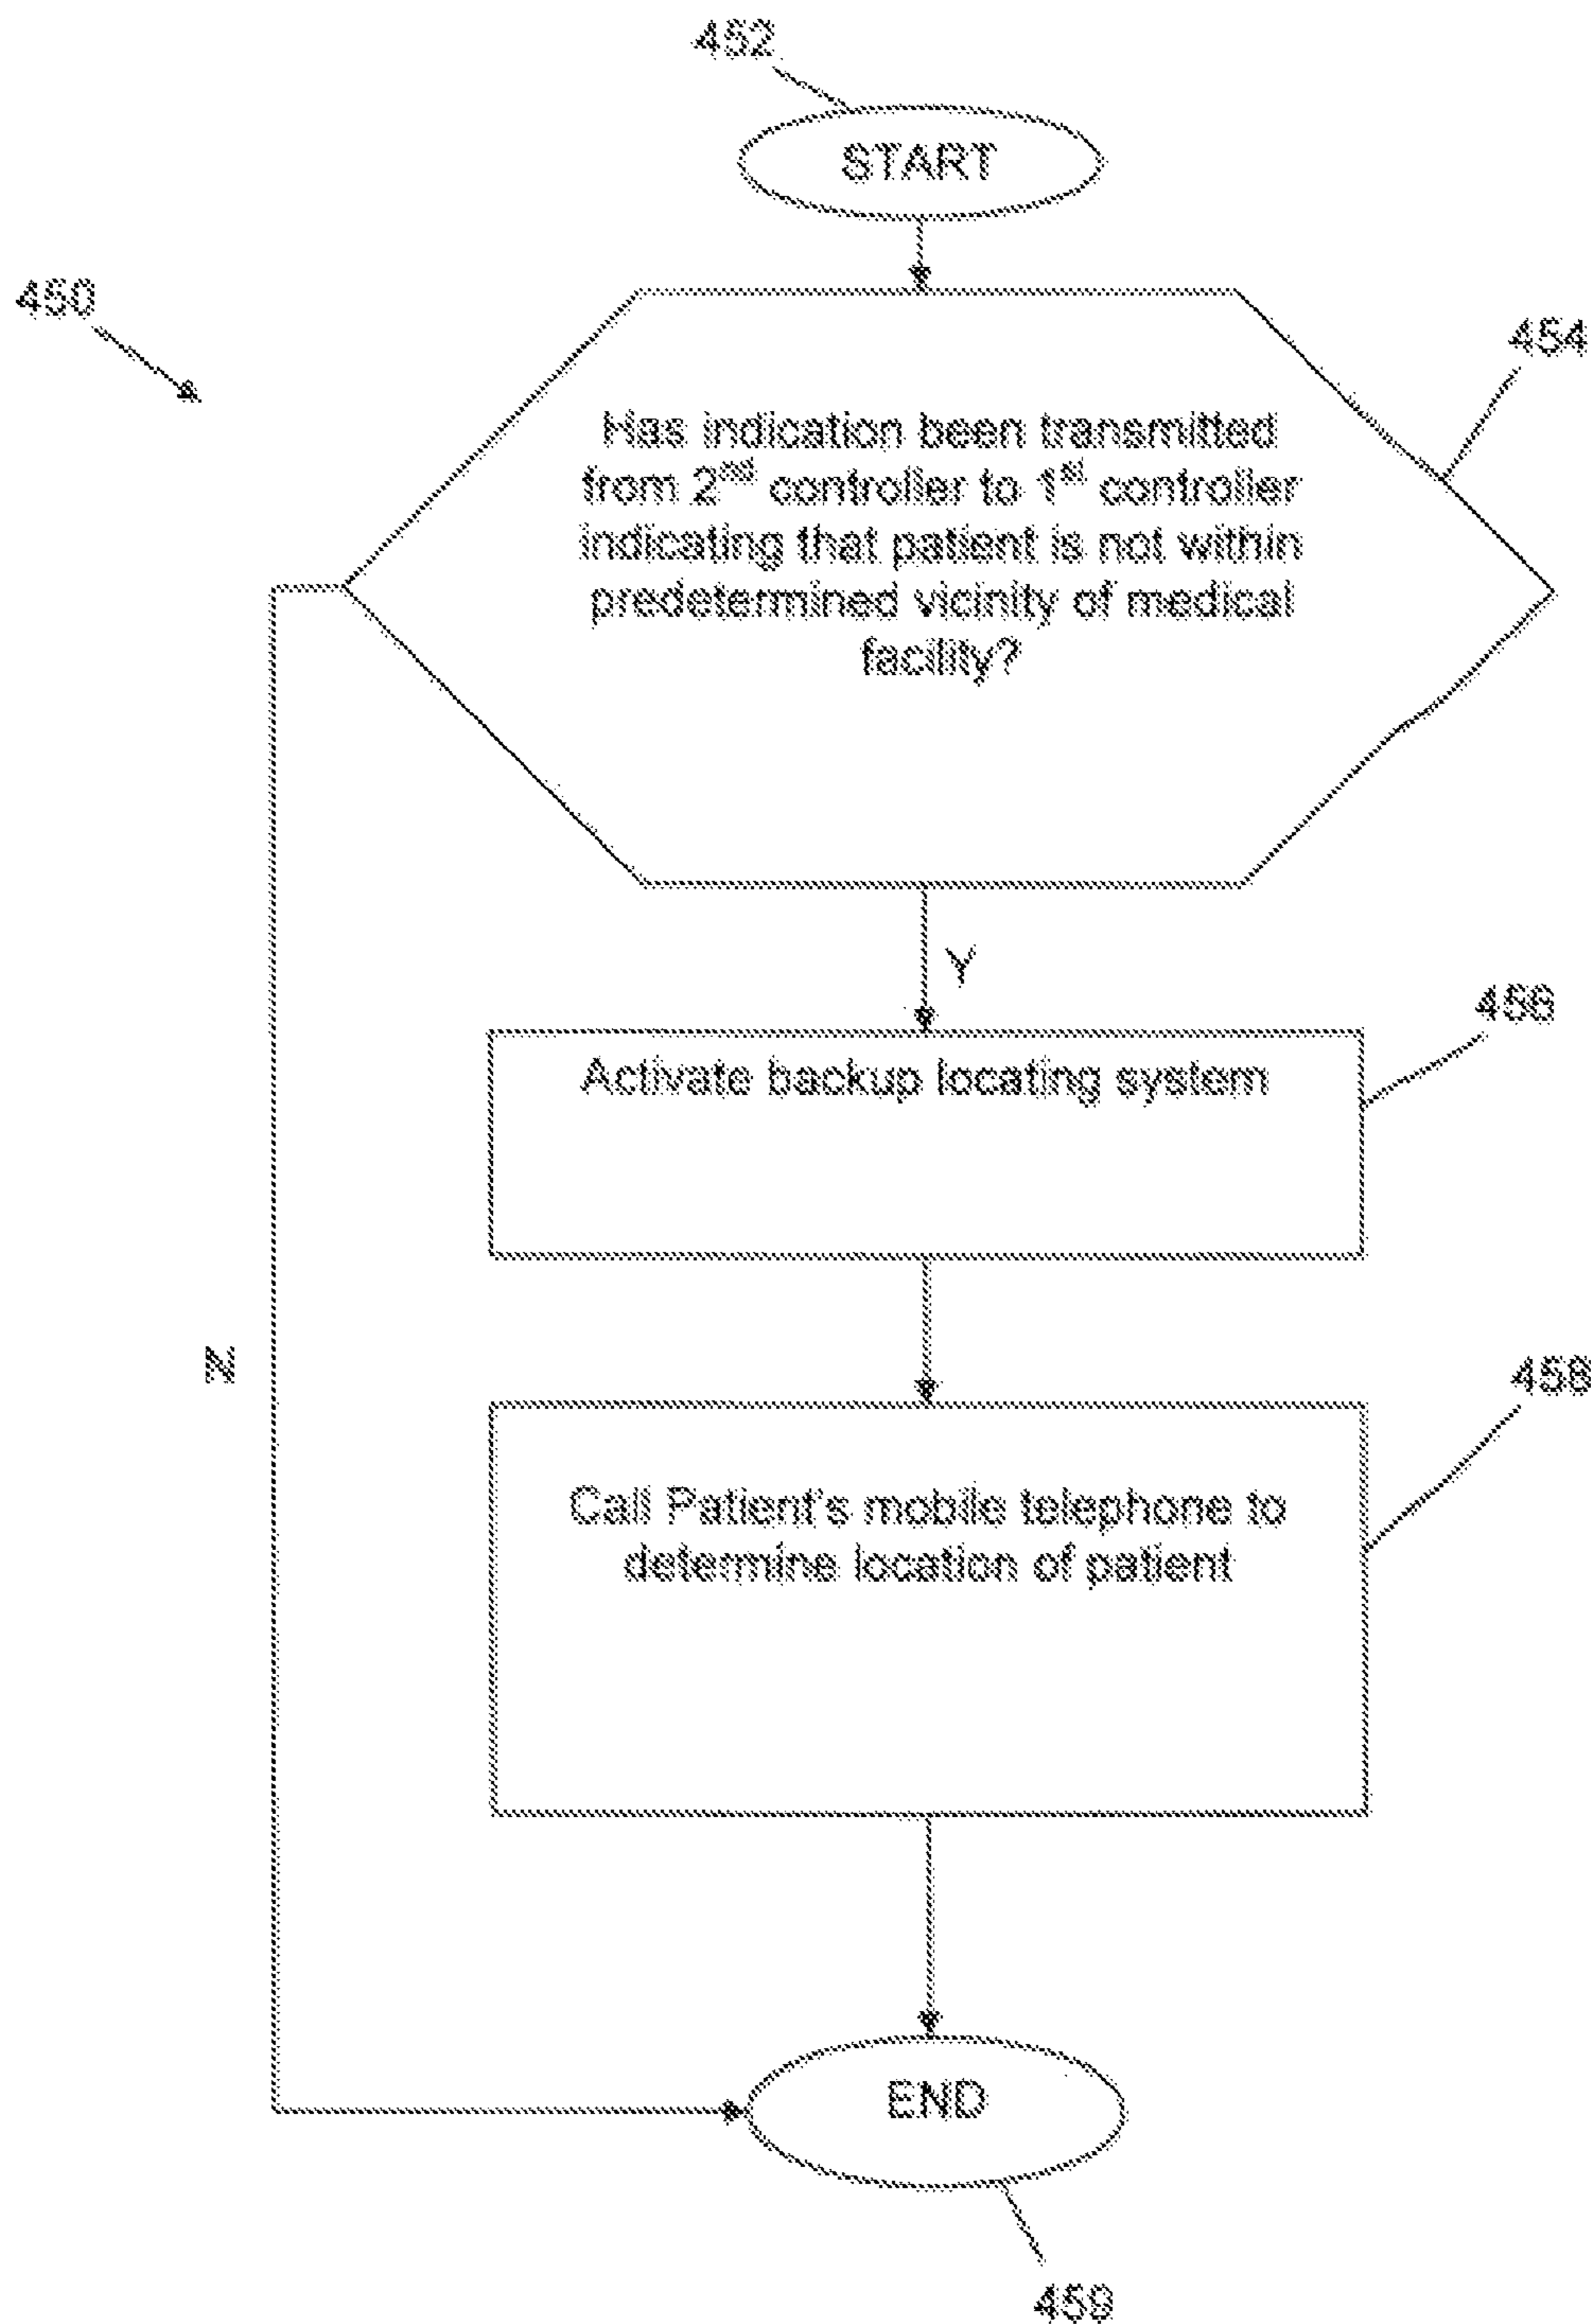 452
START
450
454
Has indication been transmitted
from 2nd controller to 1st controller
indicating that patient is not within
predetermined vicinity of medical
facility?
Y
456
Activate backup locating system
N
458
Call Patient's mobile telephone to
determine location of patient
END
459